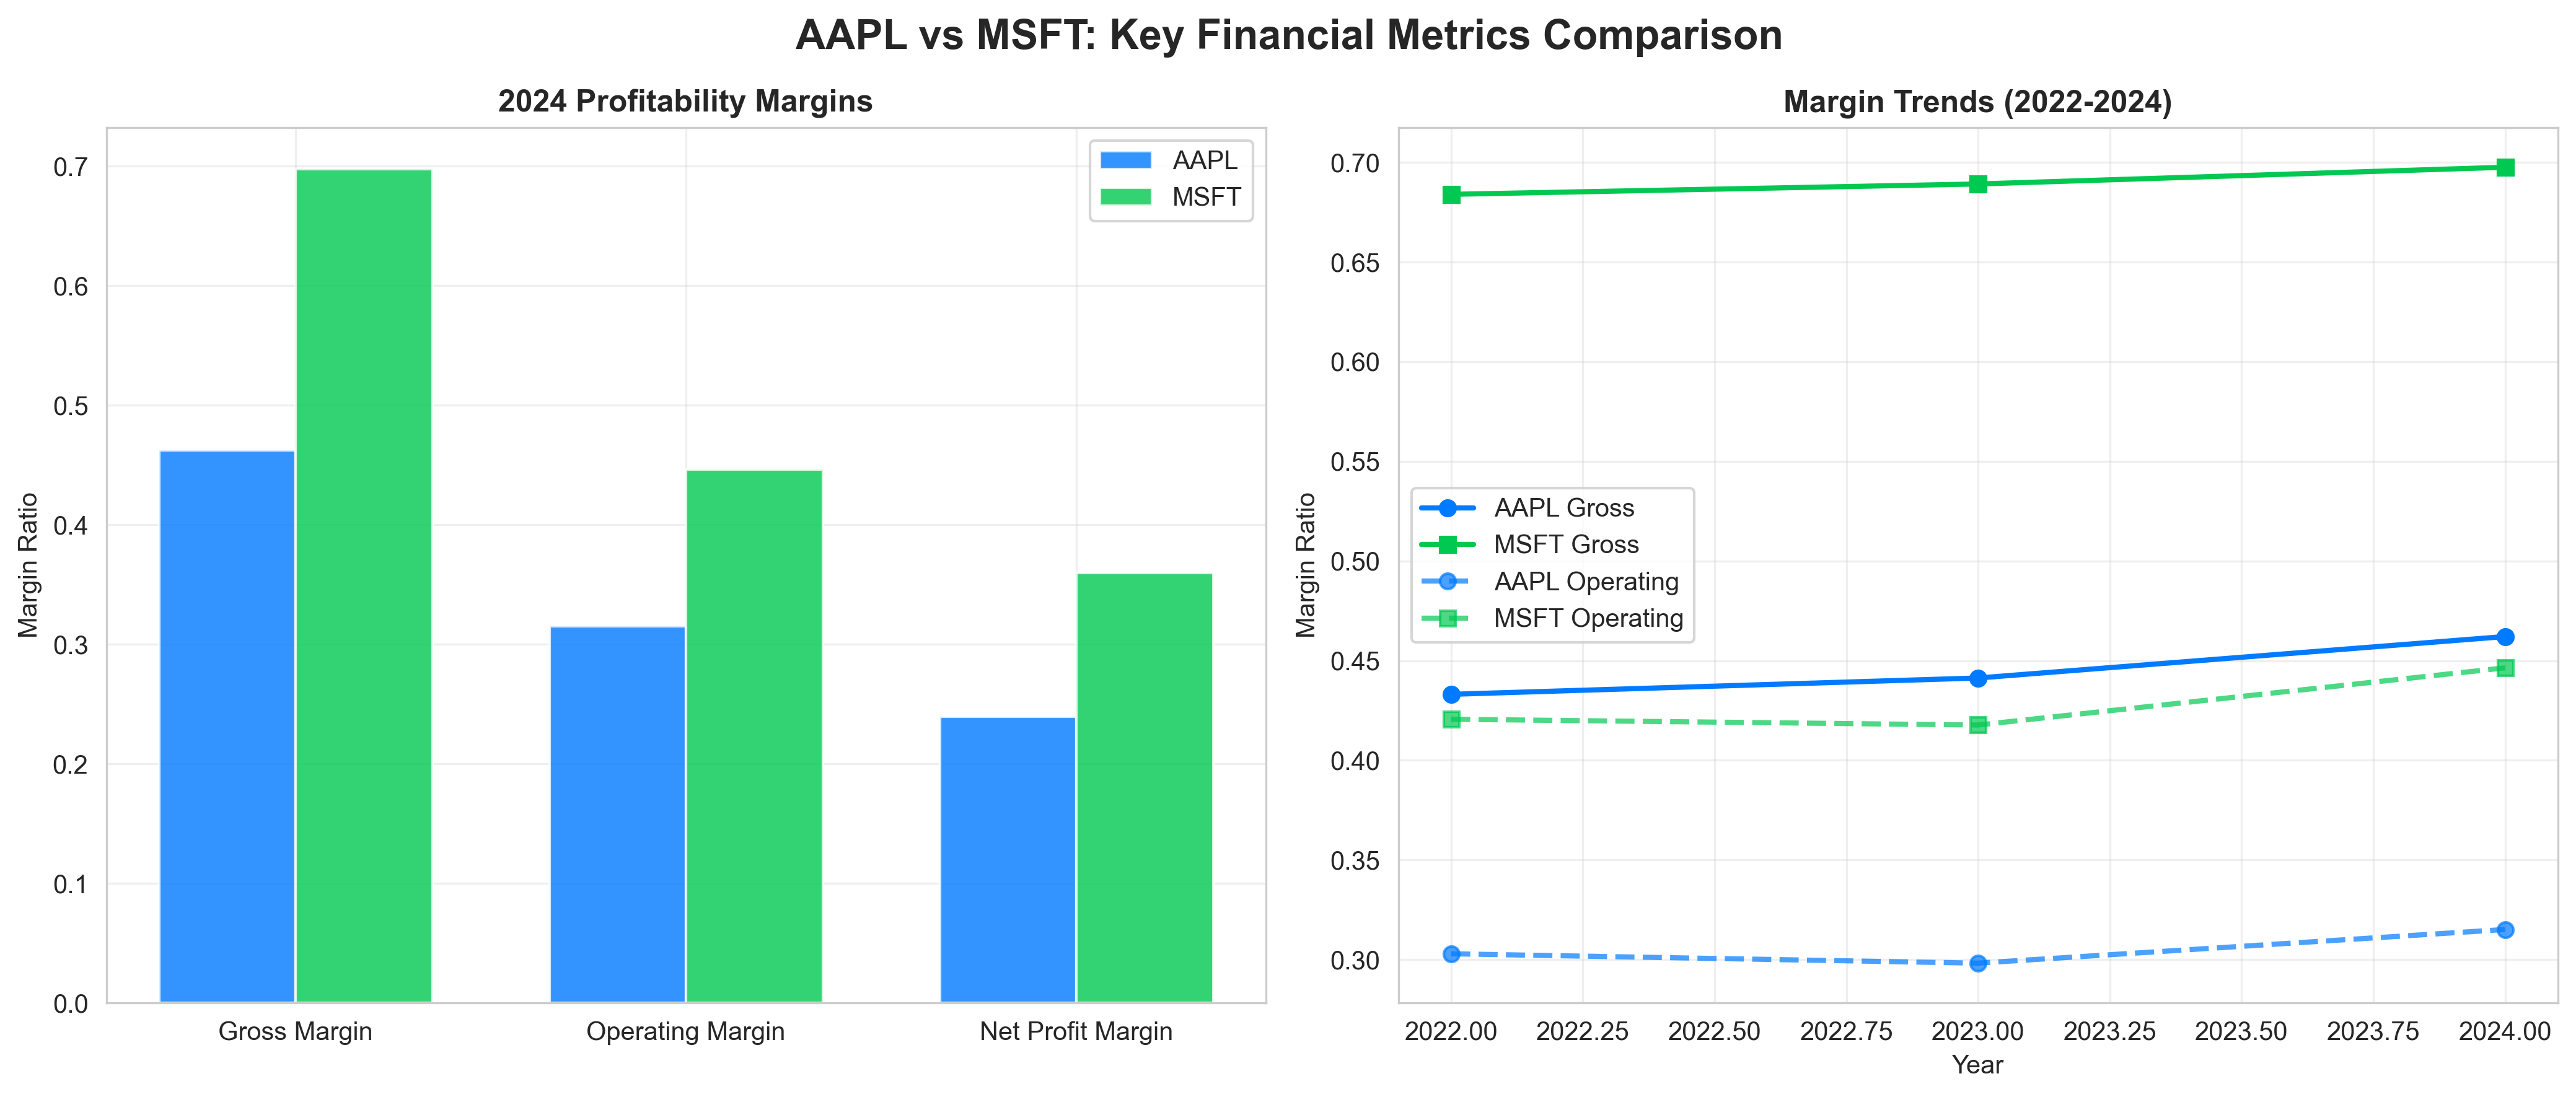 AAPL vs MSFT: Key Financial Metrics Comparison
2024 Profitability Margins
Margin Ratio
0.7
0.6
0.5
0.4
0.3
0.2
0.1
0.0
AAPL
MSFT
Gross Margin
Operating Margin
Net Profit Margin
Margin Trends (2022-2024)
Margin Ratio
0.70
0.65
0.60
0.55
0.50
0.45
0.40
0.35
0.30
AAPL Gross
MSFT Gross
AAPL Operating
MSFT Operating
2022.00
2022.25
2022.50
2022.75
2023.00
2023.25
2023.50
2023.75
2024.00
Year